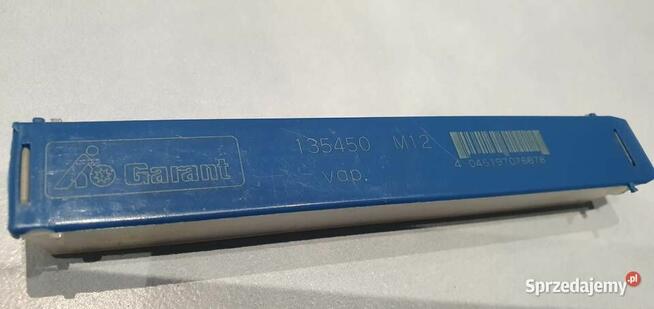 Garant
135450 M12
vap.
4 045197076878
Sprzedajemy.pl